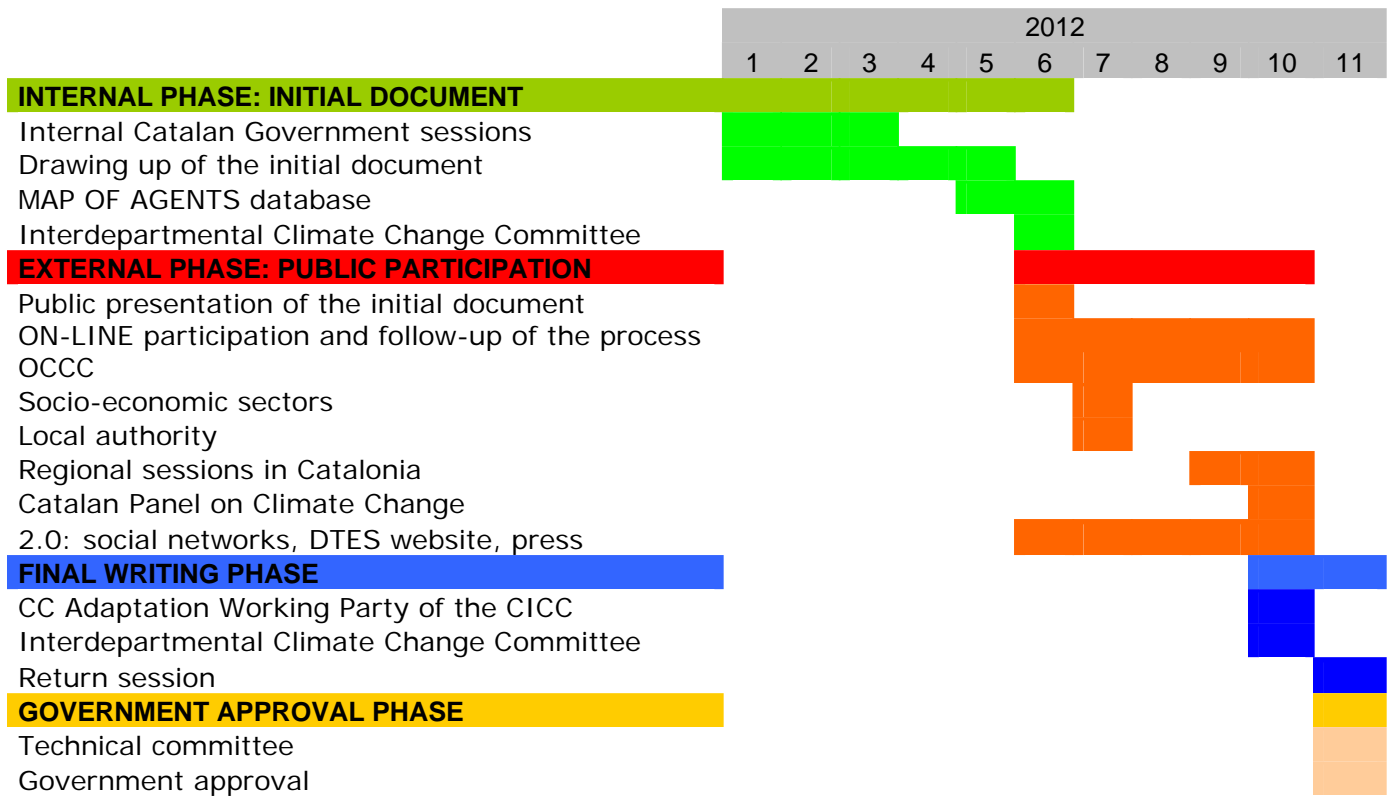 2012
1 2 3 4 5 6 7 8 9 10 11
INTERNAL PHASE: INITIAL DOCUMENT
Internal Catalan Government sessions
Drawing up of the initial document
MAP OF AGENTS database
Interdepartmental Climate Change Committee
EXTERNAL PHASE: PUBLIC PARTICIPATION
Public presentation of the initial document
ON-LINE participation and follow-up of the process
OCCC
Socio-economic sectors
Local authority
Regional sessions in Catalonia
Catalan Panel on Climate Change
2.0: social networks, DTES website, press
FINAL WRITING PHASE
CC Adaptation Working Party of the CICC
Interdepartmental Climate Change Committee
Return session
GOVERNMENT APPROVAL PHASE
Technical committee
Government approval